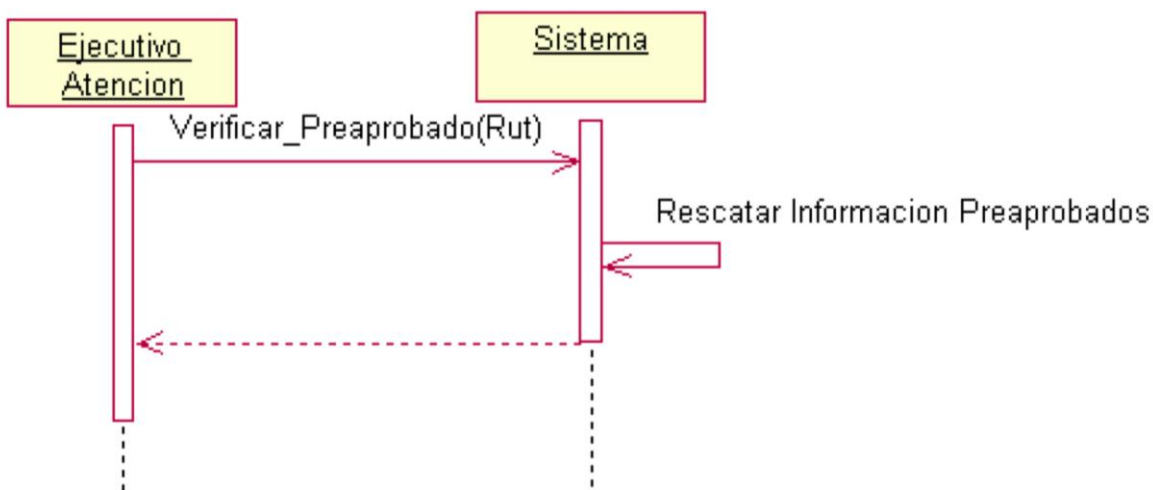 Ejecutivo
Atencion
Sistema
Verificar_Preaprobado(Rut)
Rescatar Informacion Preaprobados